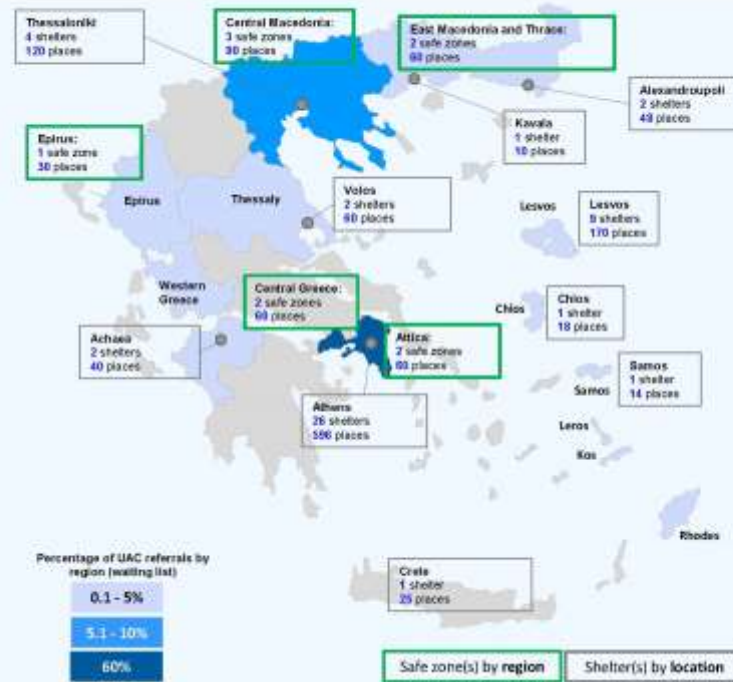 Thessaloniki
4 shelters
120 places
Central Macedonia:
3 safe zones
90 places
East Macedonia and Thrace:
2 safe zones
60 places
Alexandroupoli
2 shelters
48 places
Kavala
1 shelter
10 places
Epirus:
1 safe zone
30 places
Epirus
Thessaly
Volos
2 shelters
60 places
Lesvos
Lesvos
9 shelters
170 places
Western
Greece
Central Greece:
2 safe zones
60 places
Chios
Chios
1 shelter
18 places
Achaea
2 shelters
40 places
Attica:
2 safe zones
60 places
Samos
1 shelter
14 places
Samos
Athens
26 shelters
596 places
Leros
Kos
Rhodes
Percentage of UAC referrals by
region (waiting list)
0.1 - 5%
5.1 - 10%
60%
Crete
1 shelter
25 places
Safe zone(s) by region
Shelter(s) by location